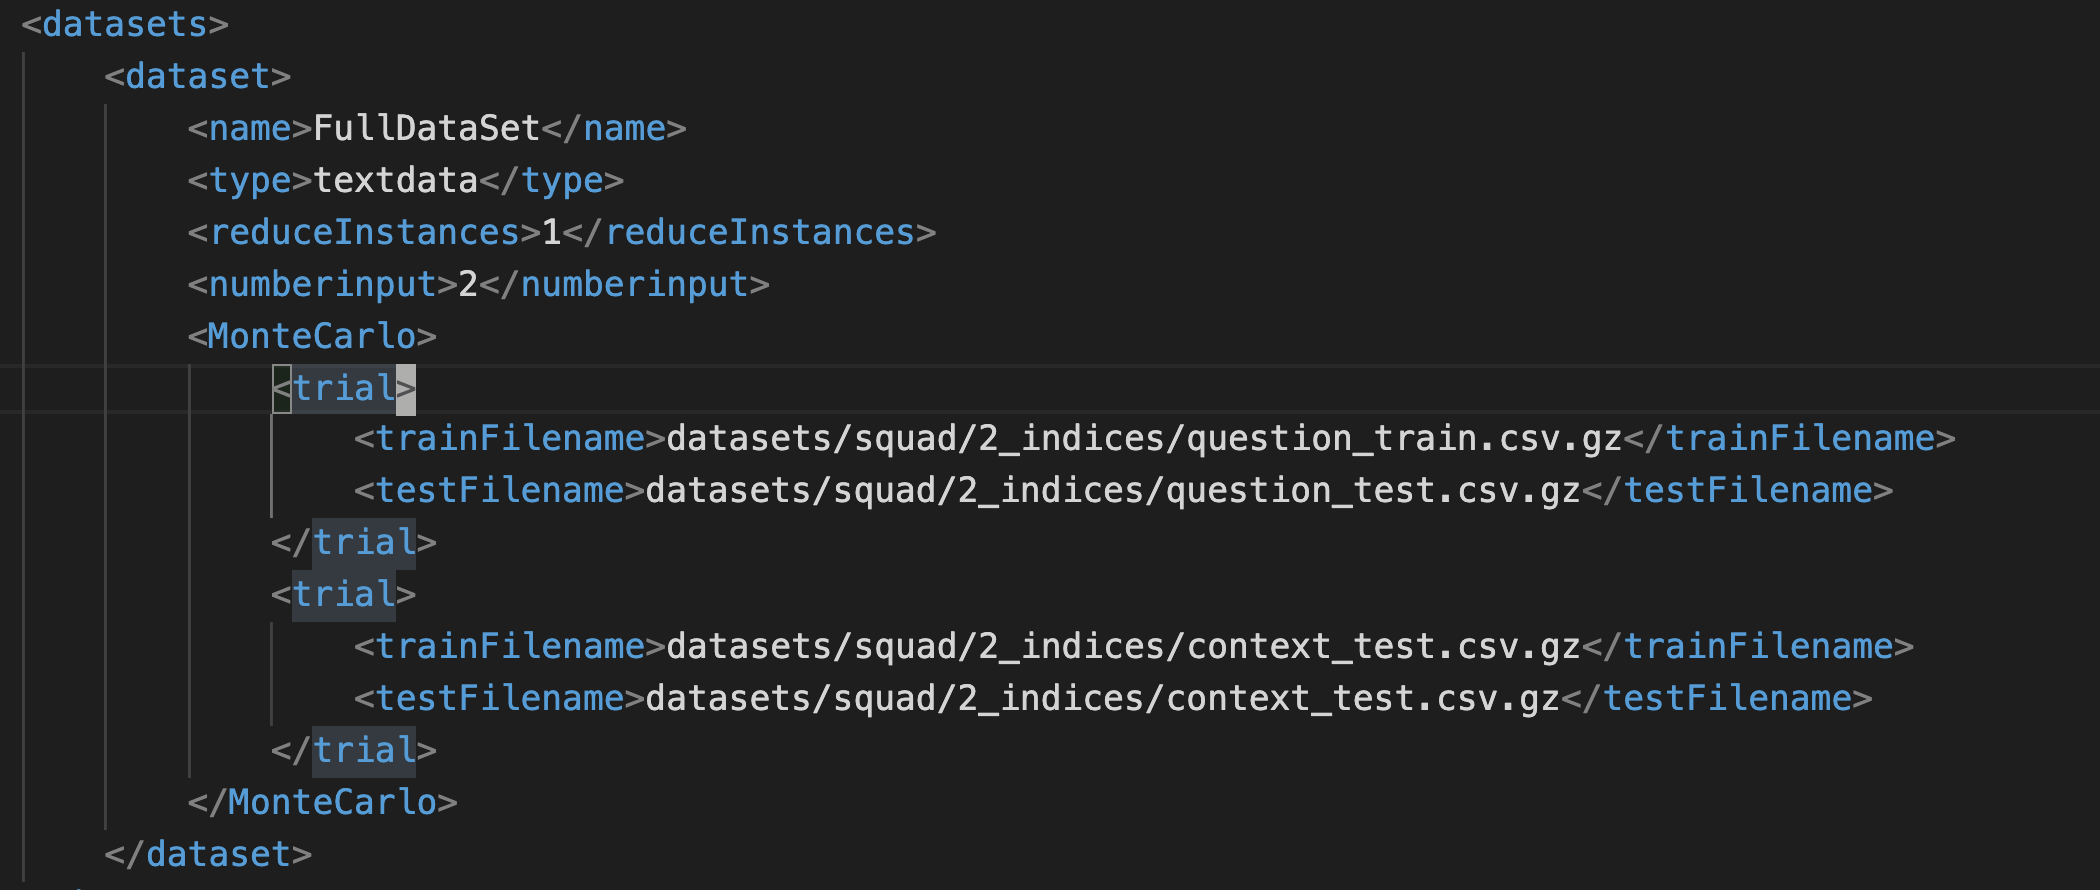 <datasets>
<dataset>
<name>FullDataSet</name>
<type>textdata</type>
<reduceInstances>1</reduceInstances>
<numberinput>2</numberinput>
<MonteCarlo>
<trial>
<trainFilename>datasets/squad/2_indices/question_train.csv.gz</trainFilename>
<testFilename>datasets/squad/2_indices/question_test.csv.gz</testFilename>
</trial>
<trial>
<trainFilename>datasets/squad/2_indices/context_test.csv.gz</trainFilename>
<testFilename>datasets/squad/2_indices/context_test.csv.gz</testFilename>
</trial>
</MonteCarlo>
</dataset>